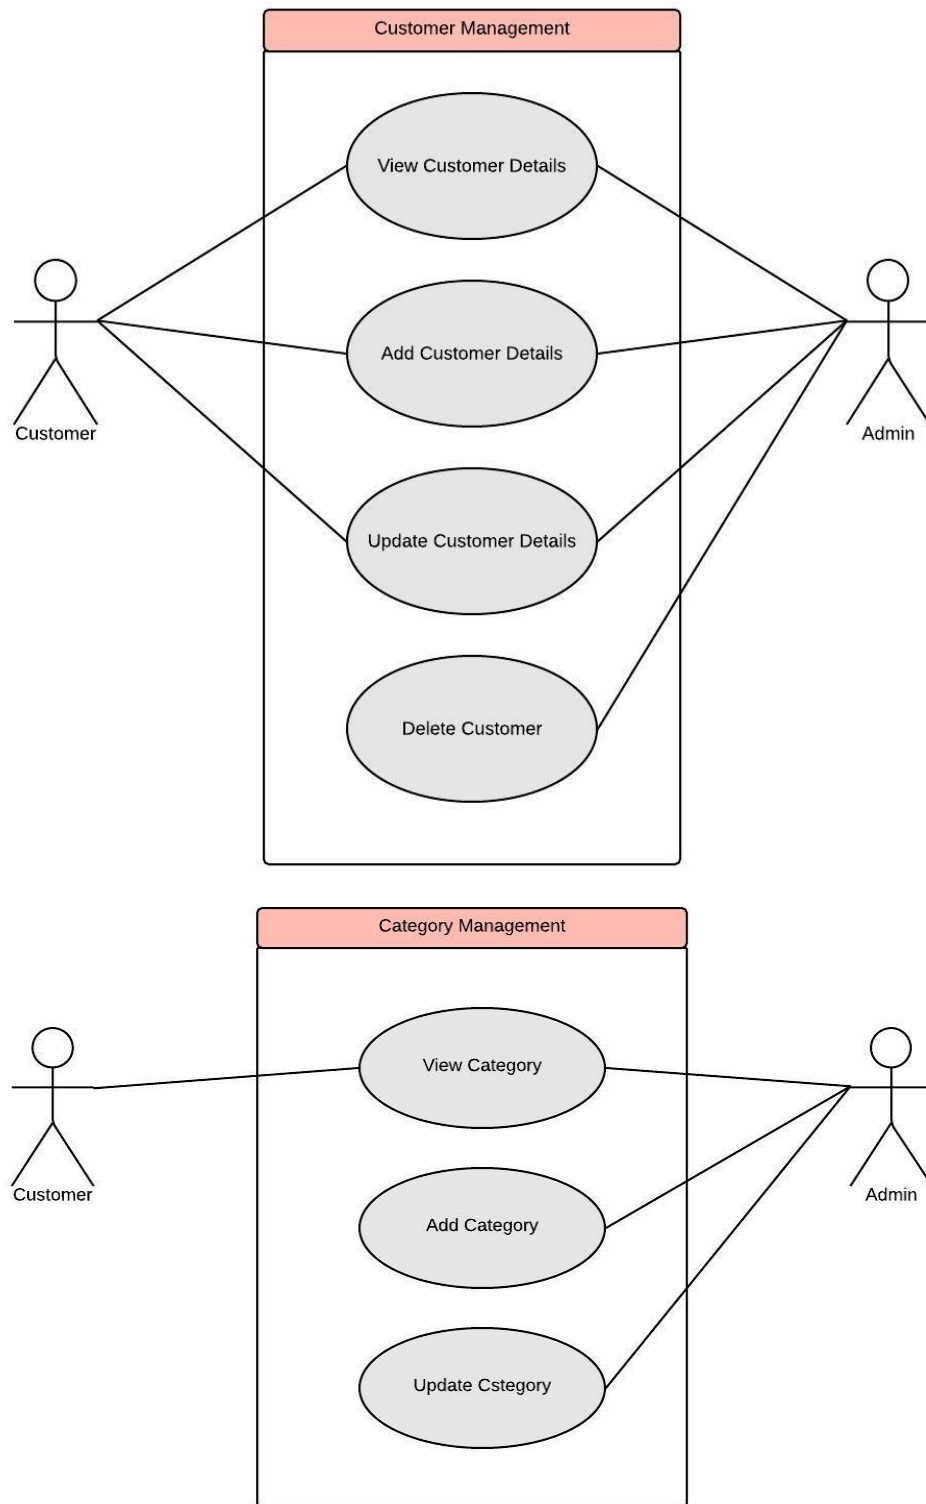 Customer Management
View Customer Details
Add Customer Details
Customer
Admin
Update Customer Details
Delete Customer
Category Management
View Category
Customer
Admin
Add Category
Update Cstegory